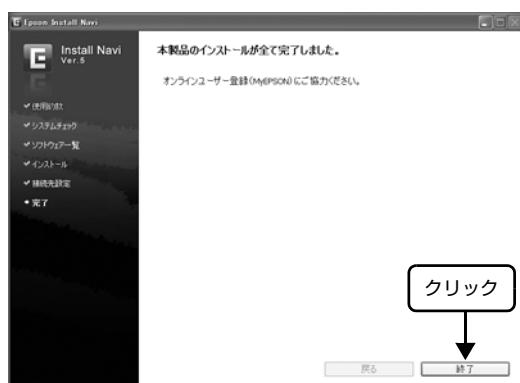 Epson Install Navi
Install Navi
Ver.5
本製品のインストールが全て完了しました。
オンラインユーザー登録(MyEPSON)にご協力ください。
使用許諾
システムチェック
ソフトウェア一覧
インストール
接続先設定
完了
クリック
戻る
終了